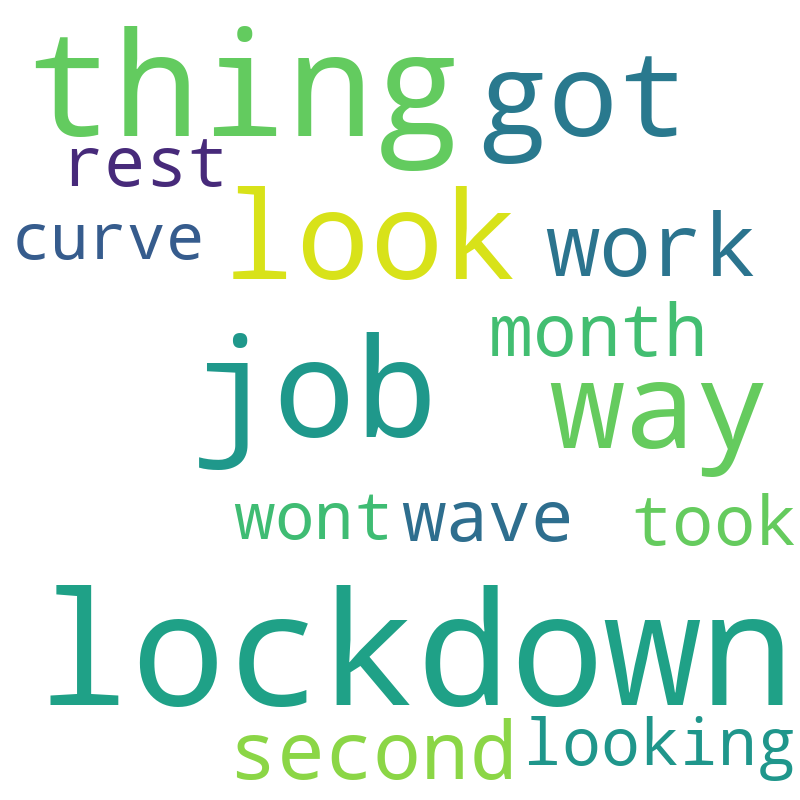 thing got
rest
curve look work
month
job way
wont wave took
lockdown
second looking